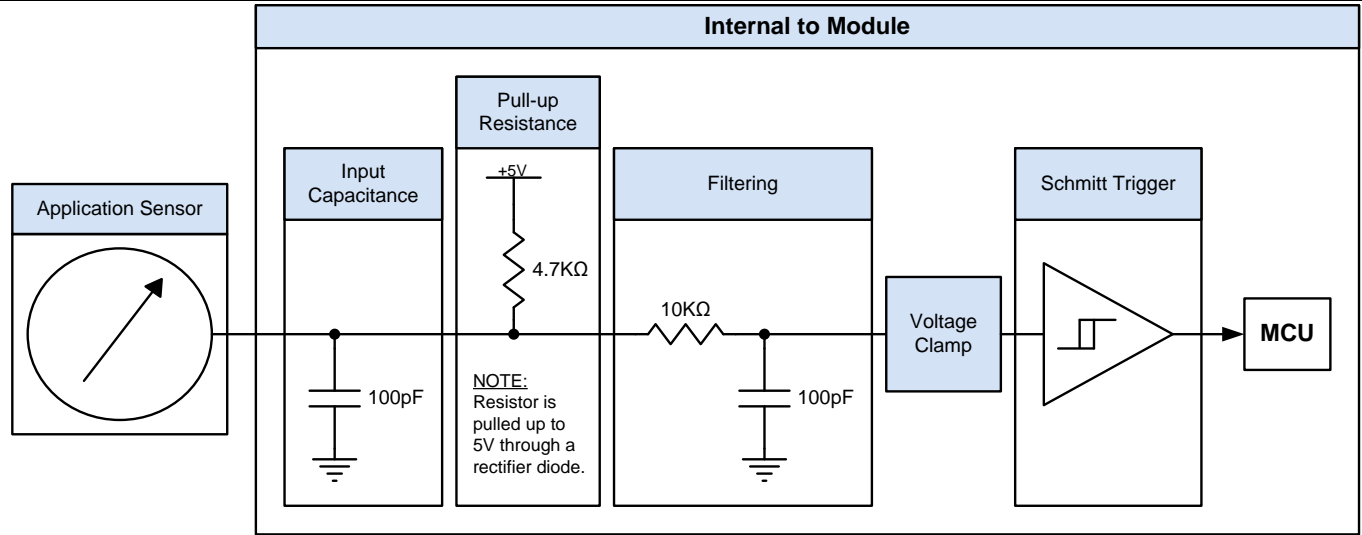 Internal to Module
Application Sensor
Input
Capacitance
100pF
Pull-up
Resistance
+5V
4.7KΩ
NOTE:
Resistor is
pulled up to
5V through a
rectifier diode.
Filtering
10KΩ
100pF
Voltage
Clamp
Schmitt Trigger
MCU